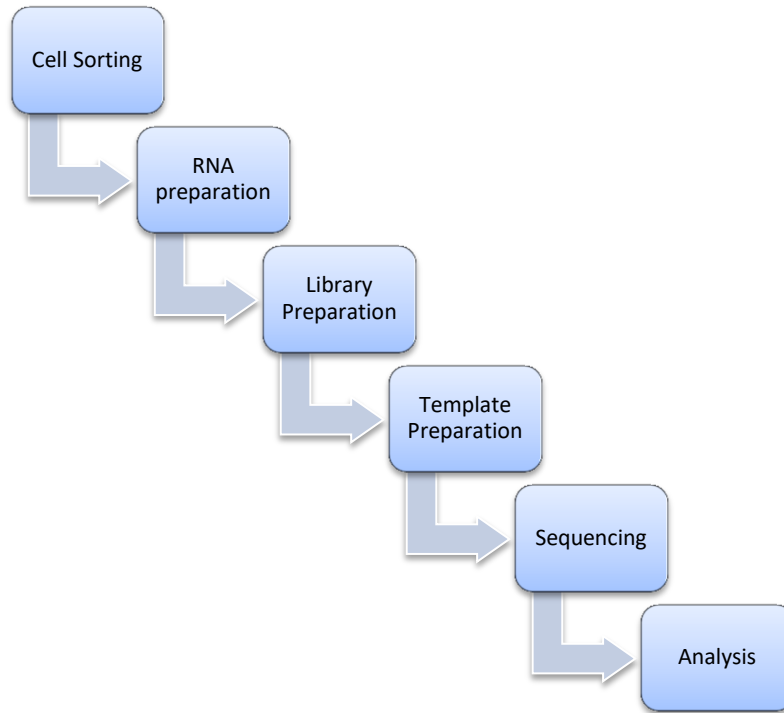 Cell Sorting
RNA
preparation
Library
Preparation
Template
Preparation
Sequencing
Analysis